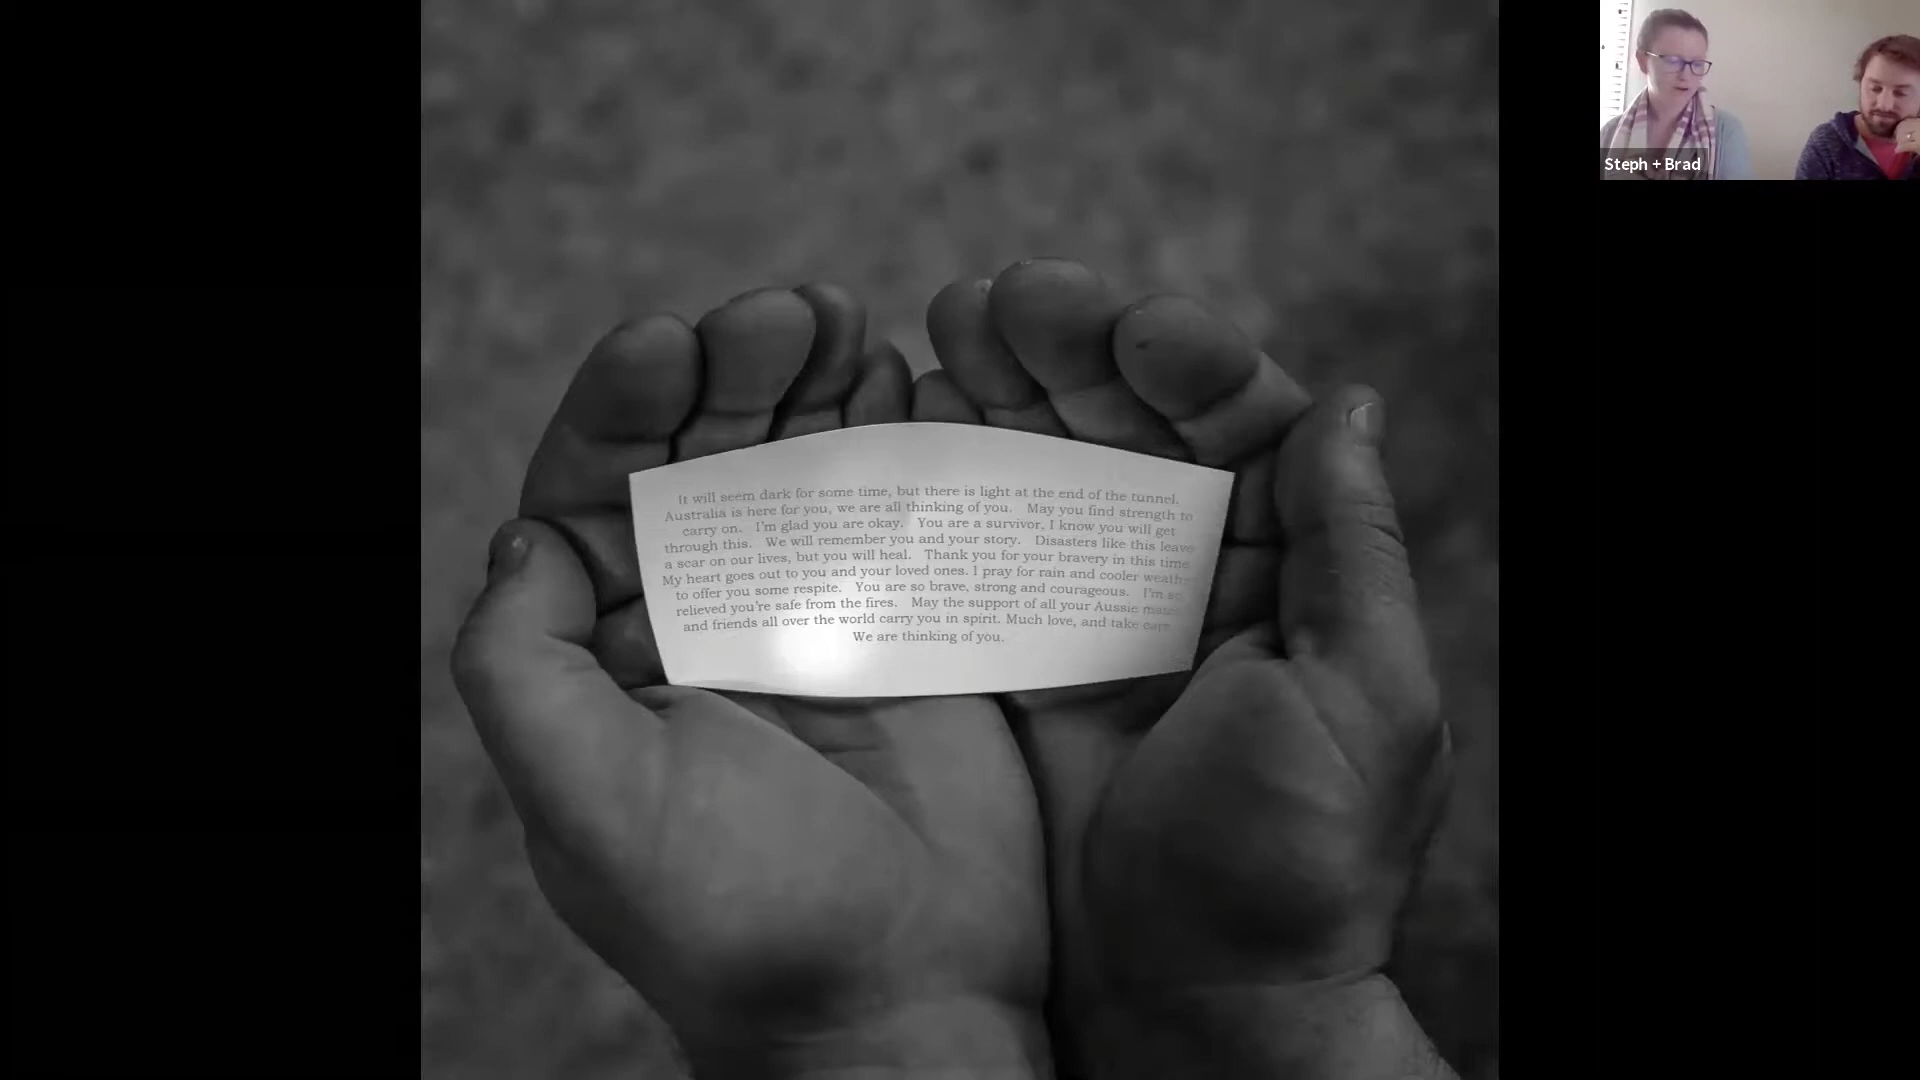 It will seem dark for some time, but there is light at the end of the tunnel.
Australia is here for you, we are all thinking of you. May you find strength to
carry on. I'm glad you are okay. You are a survivor, I know you will get
through this. We will remember you and your story. Disasters like this leave
a scar on our lives, but you will heal. Thank you for your bravery in this time.
My heart goes out to you and your loved ones. I pray for rain and cooler
to offer you some respite. You are so brave, strong and courageous. I'm so
relieved you're safe from the fires. May the support of all your Aussie
and friends all over the world carry you in spirit. Much love, and take care
We are thinking of you.
Steph + Brad